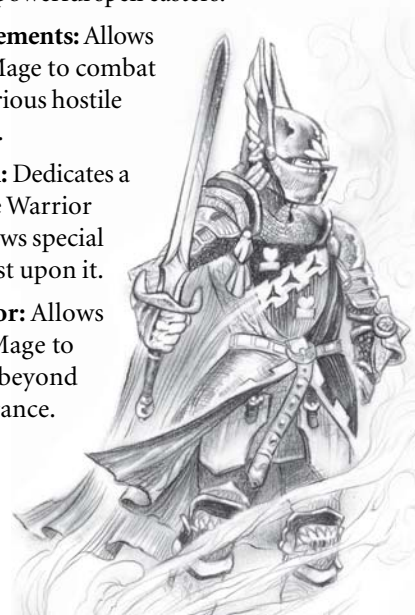 ements: Allows
Mage to combat
rious hostile
.
: Dedicates a
e Warrior
ws special
st upon it.
or: Allows
Mage to
beyond
ance.